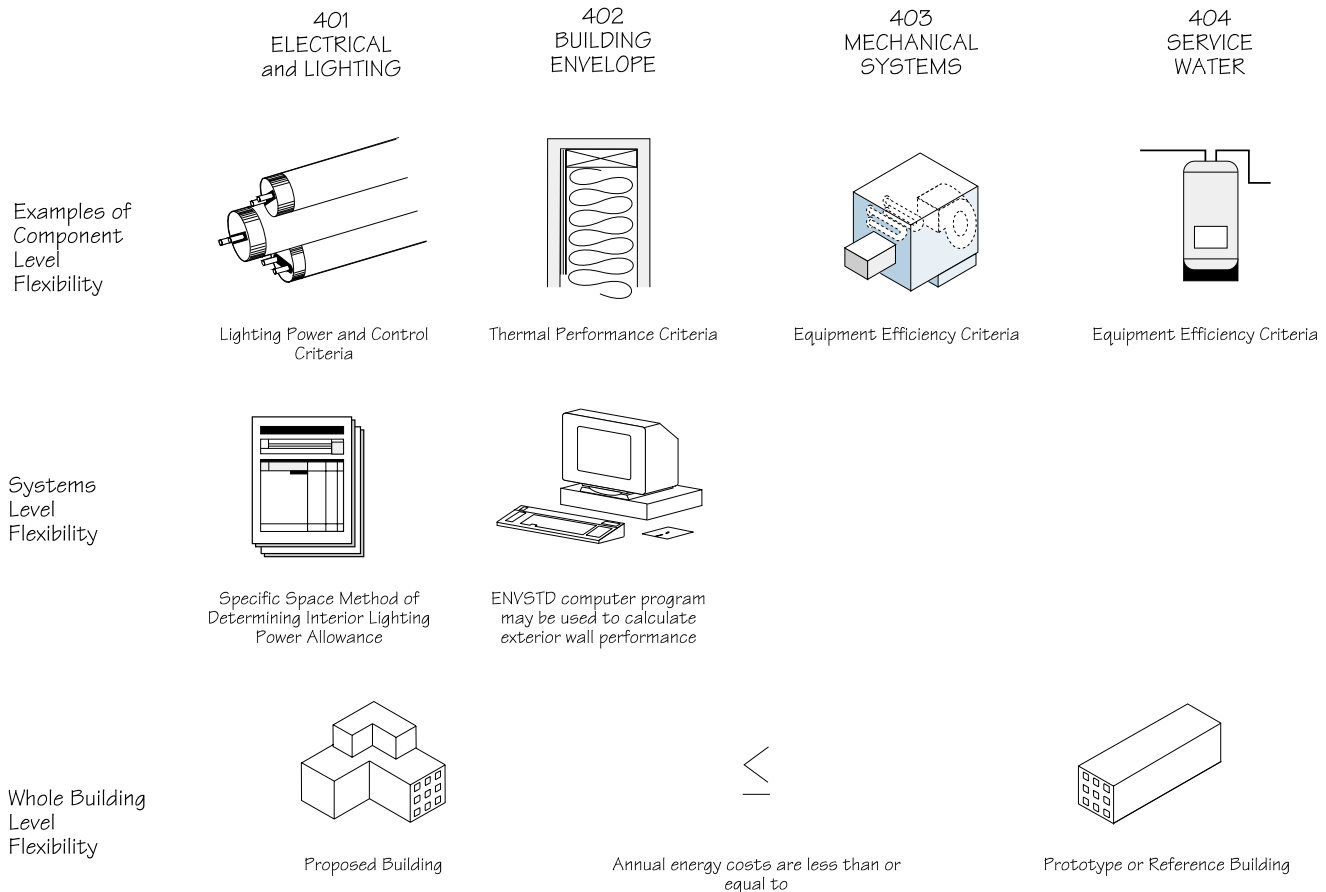 401
ELECTRICAL
and LIGHTING
402
BUILDING
ENVELOPE
403
MECHANICAL
SYSTEMS
404
SERVICE
WATER
Examples of
Component
Level
Flexibility
Lighting Power and Control
Criteria
Thermal Performance Criteria
Equipment Efficiency Criteria
Equipment Efficiency Criteria
Systems
Level
Flexibility
Specific Space Method of
Determining Interior Lighting
Power Allowance
ENVSTD computer program
may be used to calculate
exterior wall performance
Whole Building
Level
Flexibility
Proposed Building
≤
Annual energy costs are less than or
equal to
Prototype or Reference Building